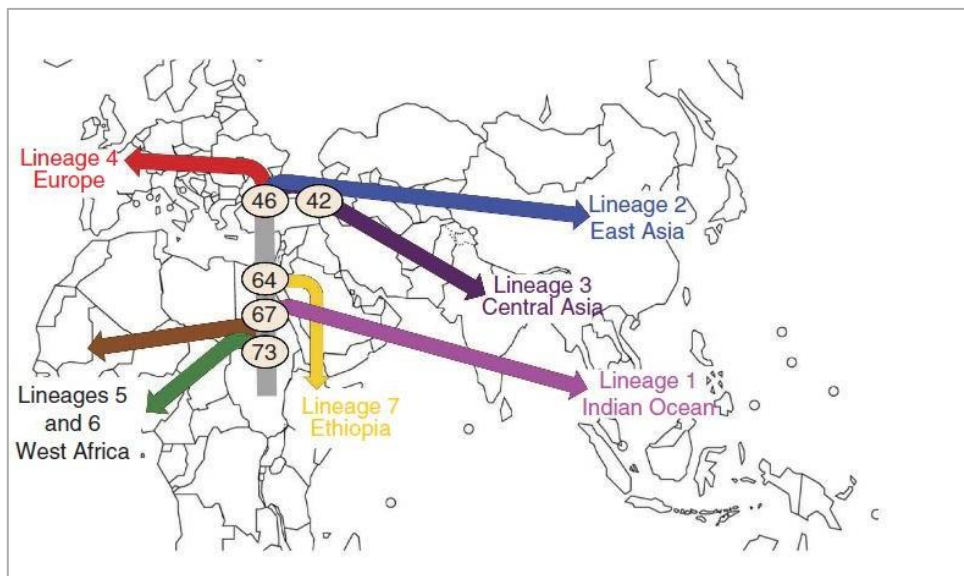 Lineage 4
Europe
46
42
Lineage 2
East Asia
64
Lineage 3
Central Asia
67
73
Lineages 5
and 6
West Africa
Lineage 7
Ethiopia
Lineage 1
Indian Ocean